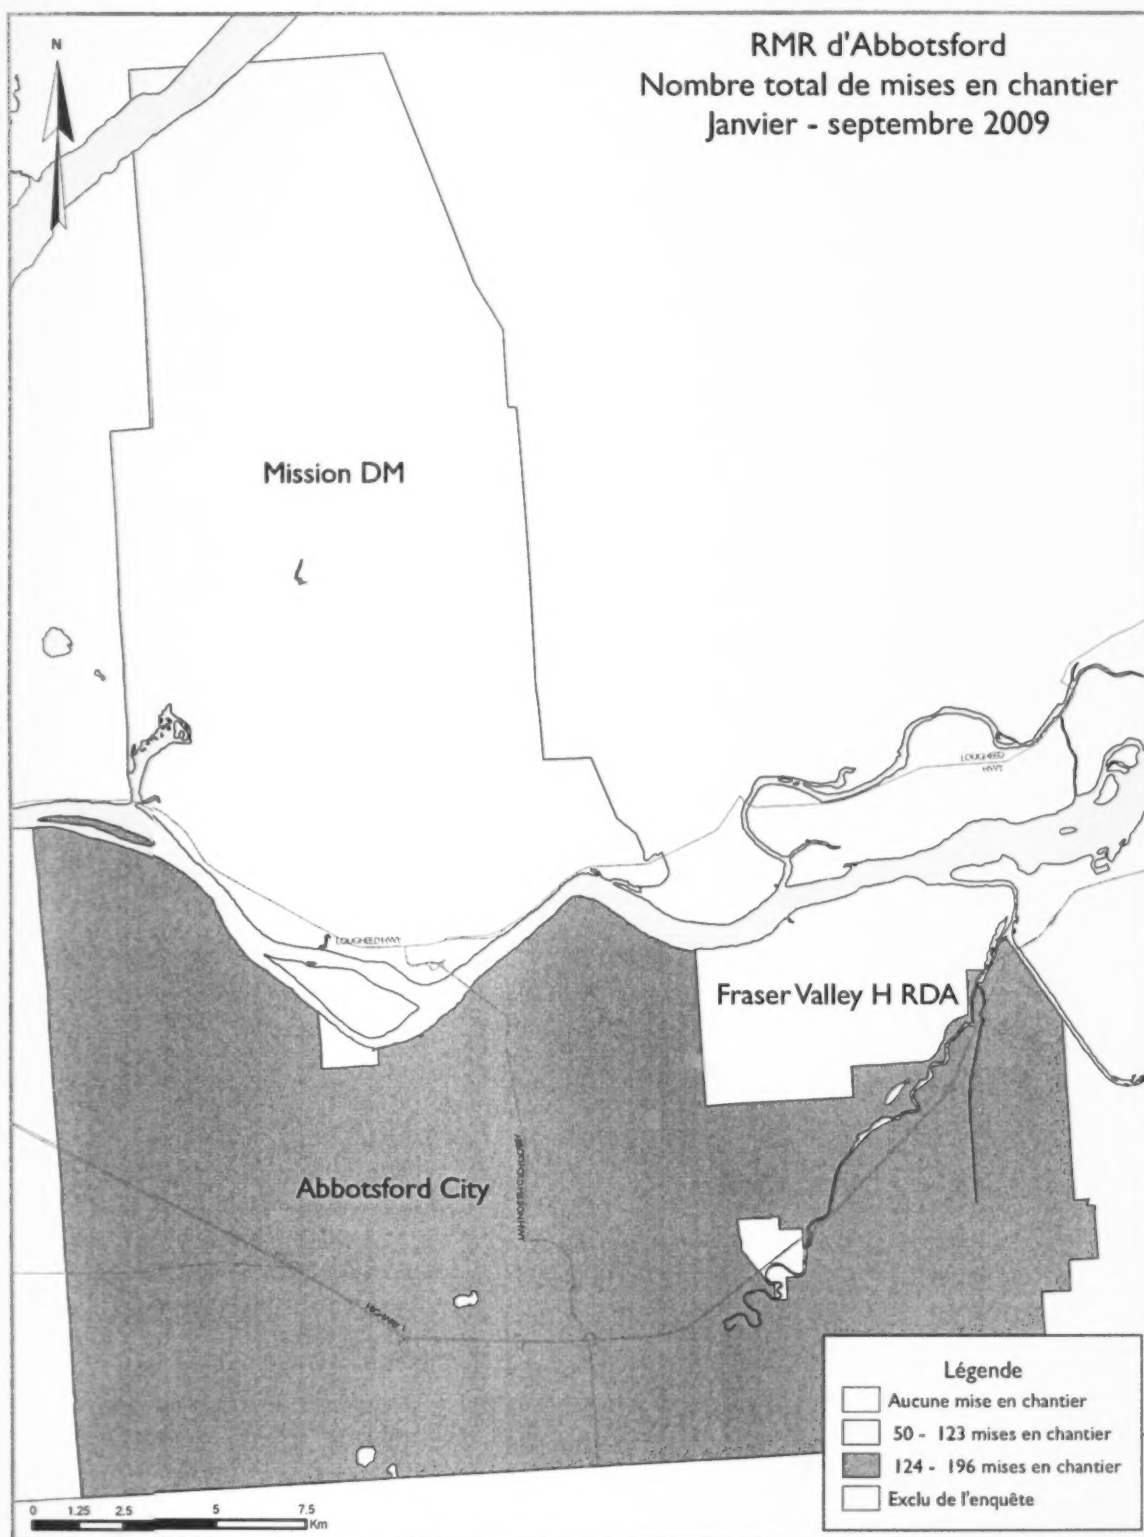 RMR d'Abbotsford
Nombre total de mises en chantier
Janvier - septembre 2009
N
Mission DM
LOUGHEED
HWY
LOUGHEED HWY
Fraser Valley H RDA
Abbotsford City
HIGHWAY 1
Légende
Aucune mise en chantier
50 - 123 mises en chantier
124 - 196 mises en chantier
Exclu de l'enquête
0 1.25 2.5 5 7.5
Km